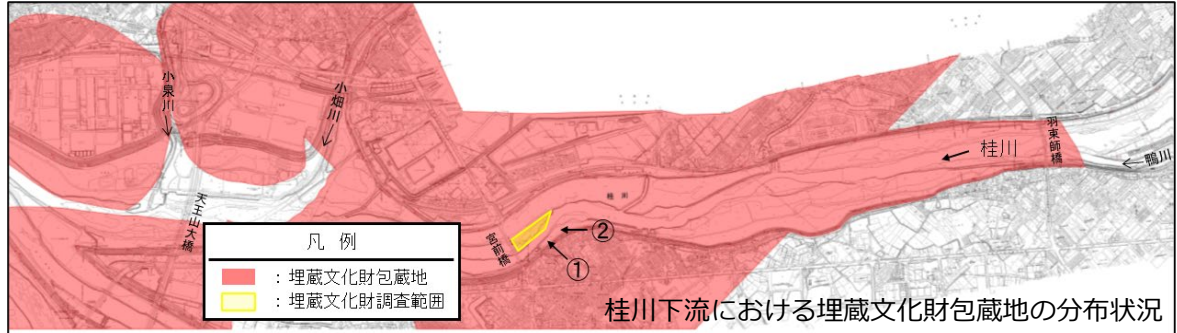 小泉川
小畑川
天王山大橋
宮前橋
桂川
①
②
桂川
羽束師橋
鴨川
凡 例
:埋蔵文化財包蔵地
:埋蔵文化財調査範囲
桂川下流における埋蔵文化財包蔵地の分布状況